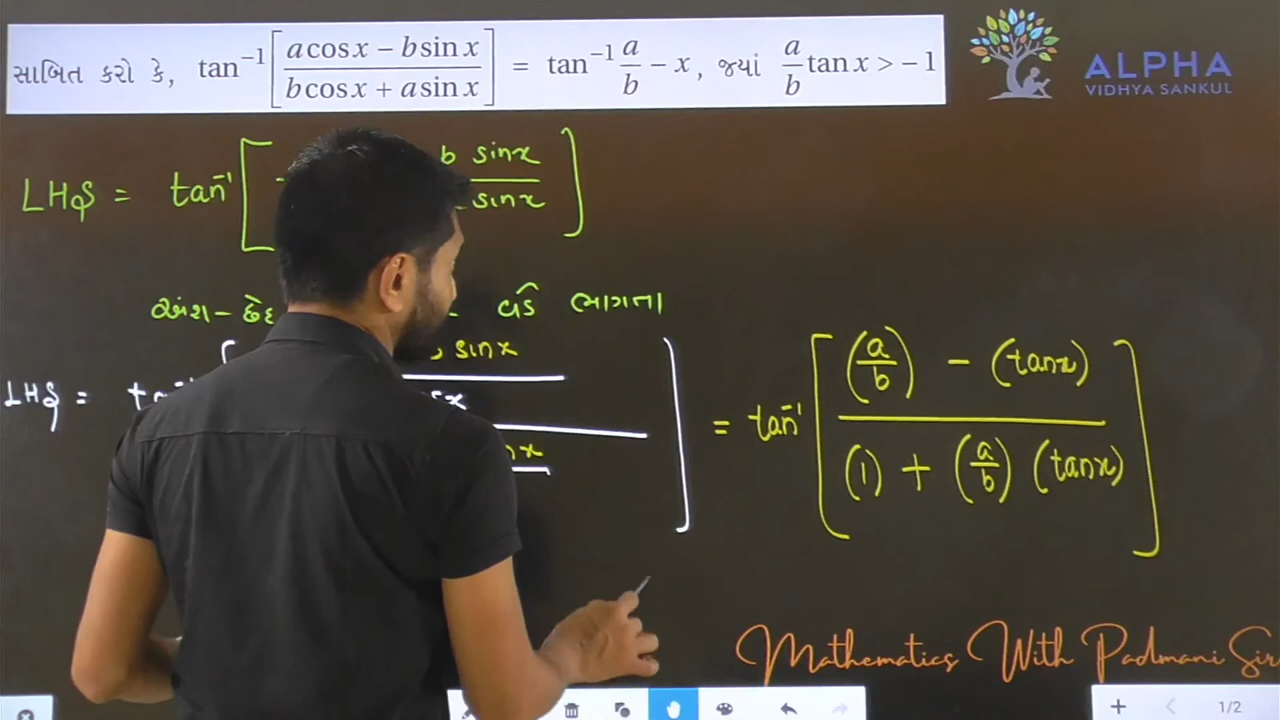 સાબિત કરો કે, tan⁻¹[(a cos x − b sin x)/(b cos x + a sin x)] = tan⁻¹ a/b − x, જ્યાં a/b tan x > −1
ALPHA
VIDHYA SANKUL
LHS = tan⁻¹[ b sinx
sinx ]
અંશ - છેદ વડે ભાગતા
sinx
LHS =
= tan⁻¹[((a/b) − (tanx))/((1) + (a/b)(tanx))]
Mathematics With Padmani Sir
1/2